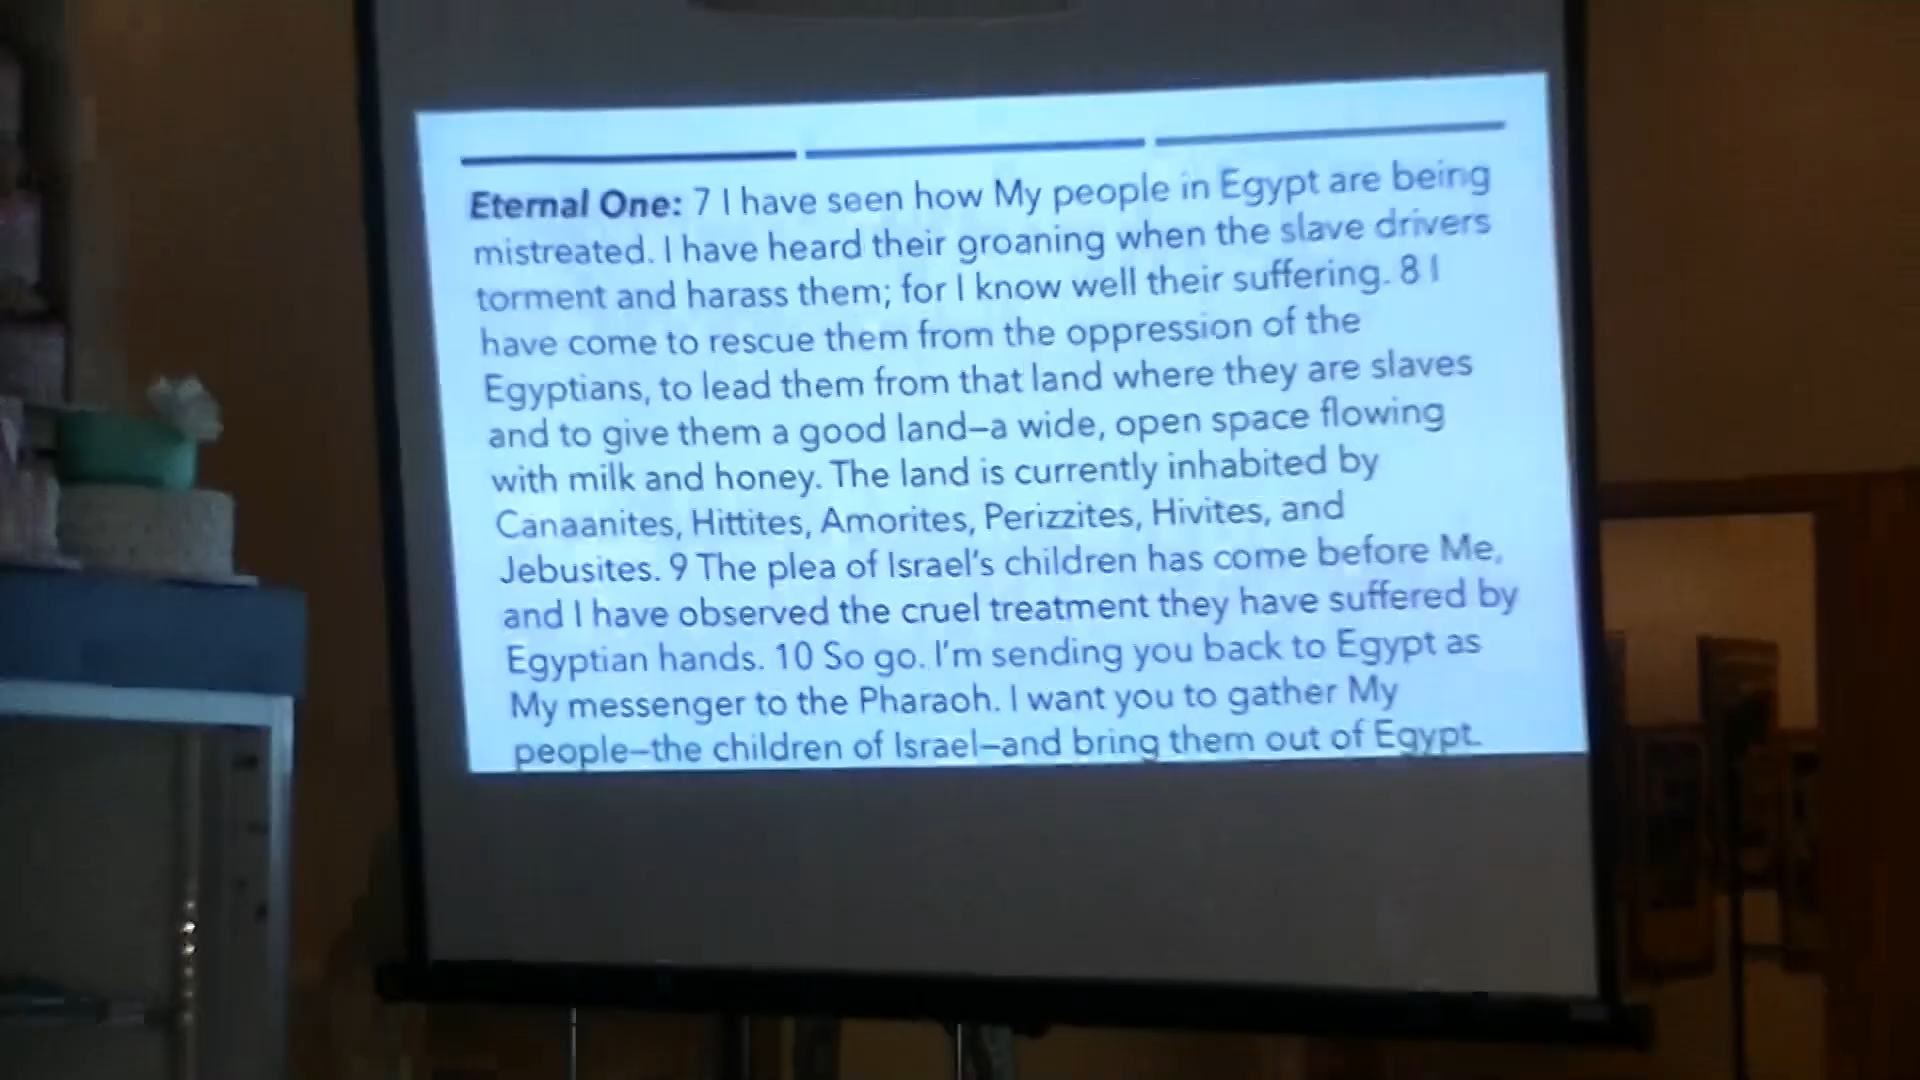 Eternal One: 7 I have seen how My people in Egypt are being
mistreated. I have heard their groaning when the slave drivers
torment and harass them; for I know well their suffering. 8 I
have come to rescue them from the oppression of the
Egyptians, to lead them from that land where they are slaves
and to give them a good land—a wide, open space flowing
with milk and honey. The land is currently inhabited by
Canaanites, Hittites, Amorites, Perizzites, Hivites, and
Jebusites. 9 The plea of Israel's children has come before Me,
and I have observed the cruel treatment they have suffered by
Egyptian hands. 10 So go. I'm sending you back to Egypt as
My messenger to the Pharaoh. I want you to gather My
people—the children of Israel—and bring them out of Egypt.